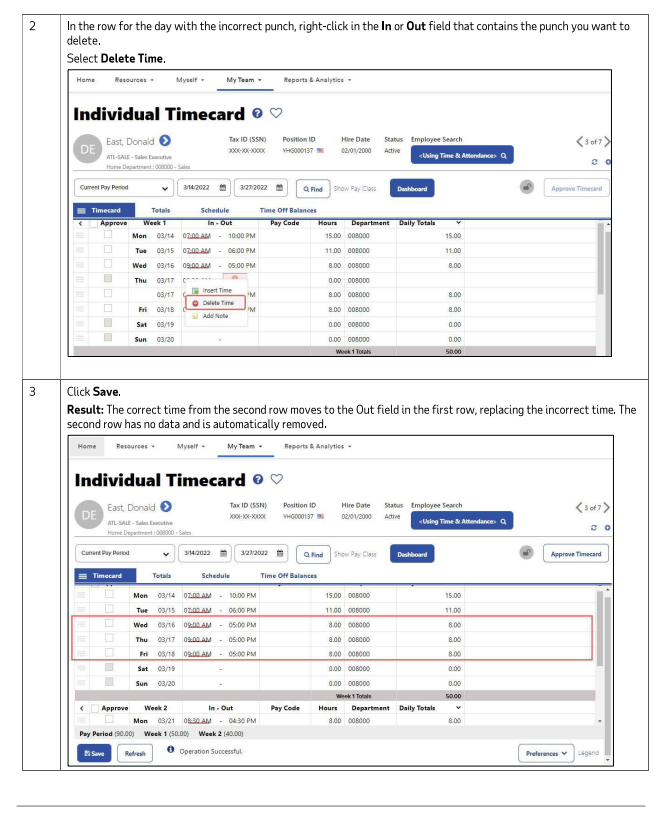 2
In the row for the day with the incorrect punch, right-click in the In or Out field that contains the punch you want to
delete.
Select Delete Time.
Home Resources Myself My Team Reports & Analytics
Individual Timecard
DE East, Donald Tax ID (SSN) Position ID Hire Date Status Employee Search 3 of 7
ATL-SALE - Sales Executive XXX-XX-XXXX YHG000137 02/01/2000 Active <Using Time & Attendance>
Home Department : 008000 - Sales
Current Pay Period 3/14/2022 3/27/2022 Find Show Pay Class Dashboard Approve Timecard
Timecard Totals Schedule Time Off Balances
Approve Week 1 In - Out Pay Code Hours Department Daily Totals
Mon 03/14 07:00 AM - 10:00 PM 15.00 008000 15.00
Tue 03/15 07:00 AM - 06:00 PM 11.00 008000 11.00
Wed 03/16 09:00 AM - 05:00 PM 8.00 008000 8.00
Thu 03/17 0.00 008000
Insert Time
03/17 PM 8.00 008000 8.00
Delete Time
Fri 03/18 PM 8.00 008000 8.00
Add Note
Sat 03/19 0.00 008000 0.00
Sun 03/20 - 0.00 008000 0.00
Week 1 Totals 50.00
3
Click Save.
Result: The correct time from the second row moves to the Out field in the first row, replacing the incorrect time. The
second row has no data and is automatically removed.
Home Resources Myself My Team Reports & Analytics
Individual Timecard
DE East, Donald Tax ID (SSN) Position ID Hire Date Status Employee Search 3 of 7
ATL-SALE - Sales Executive XXX-XX-XXXX YHG000137 02/01/2000 Active <Using Time & Attendance>
Home Department : 008000 - Sales
Current Pay Period 3/14/2022 3/27/2022 Find Show Pay Class Dashboard Approve Timecard
Timecard Totals Schedule Time Off Balances
Mon 03/14 07:00 AM - 10:00 PM 15.00 008000 15.00
Tue 03/15 07:00 AM - 06:00 PM 11.00 008000 11.00
Wed 03/16 09:00 AM - 05:00 PM 8.00 008000 8.00
Thu 03/17 09:00 AM - 05:00 PM 8.00 008000 8.00
Fri 03/18 09:00 AM - 05:00 PM 8.00 008000 8.00
Sat 03/19 - 0.00 008000 0.00
Sun 03/20 - 0.00 008000 0.00
Week 1 Totals 50.00
Approve Week 2 In - Out Pay Code Hours Department Daily Totals
Mon 03/21 08:30 AM - 04:30 PM 8.00 008000 8.00
Pay Period (90.00) Week 1 (50.00) Week 2 (40.00)
Save Refresh Operation Successful. Preferences Legend